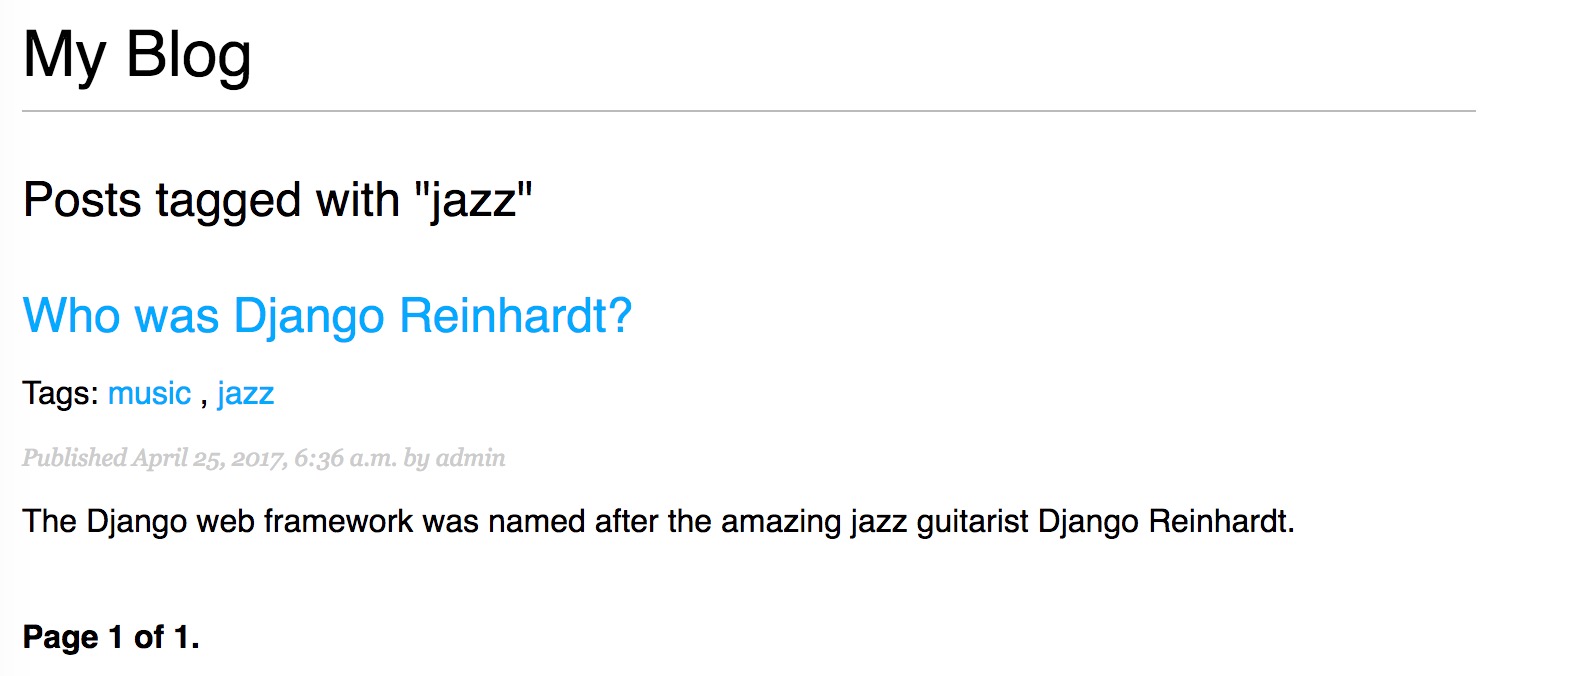 My Blog
Posts tagged with "jazz"
Who was Django Reinhardt?
Tags: music , jazz
Published April 25, 2017, 6:36 a.m. by admin
The Django web framework was named after the amazing jazz guitarist Django Reinhardt.
Page 1 of 1.